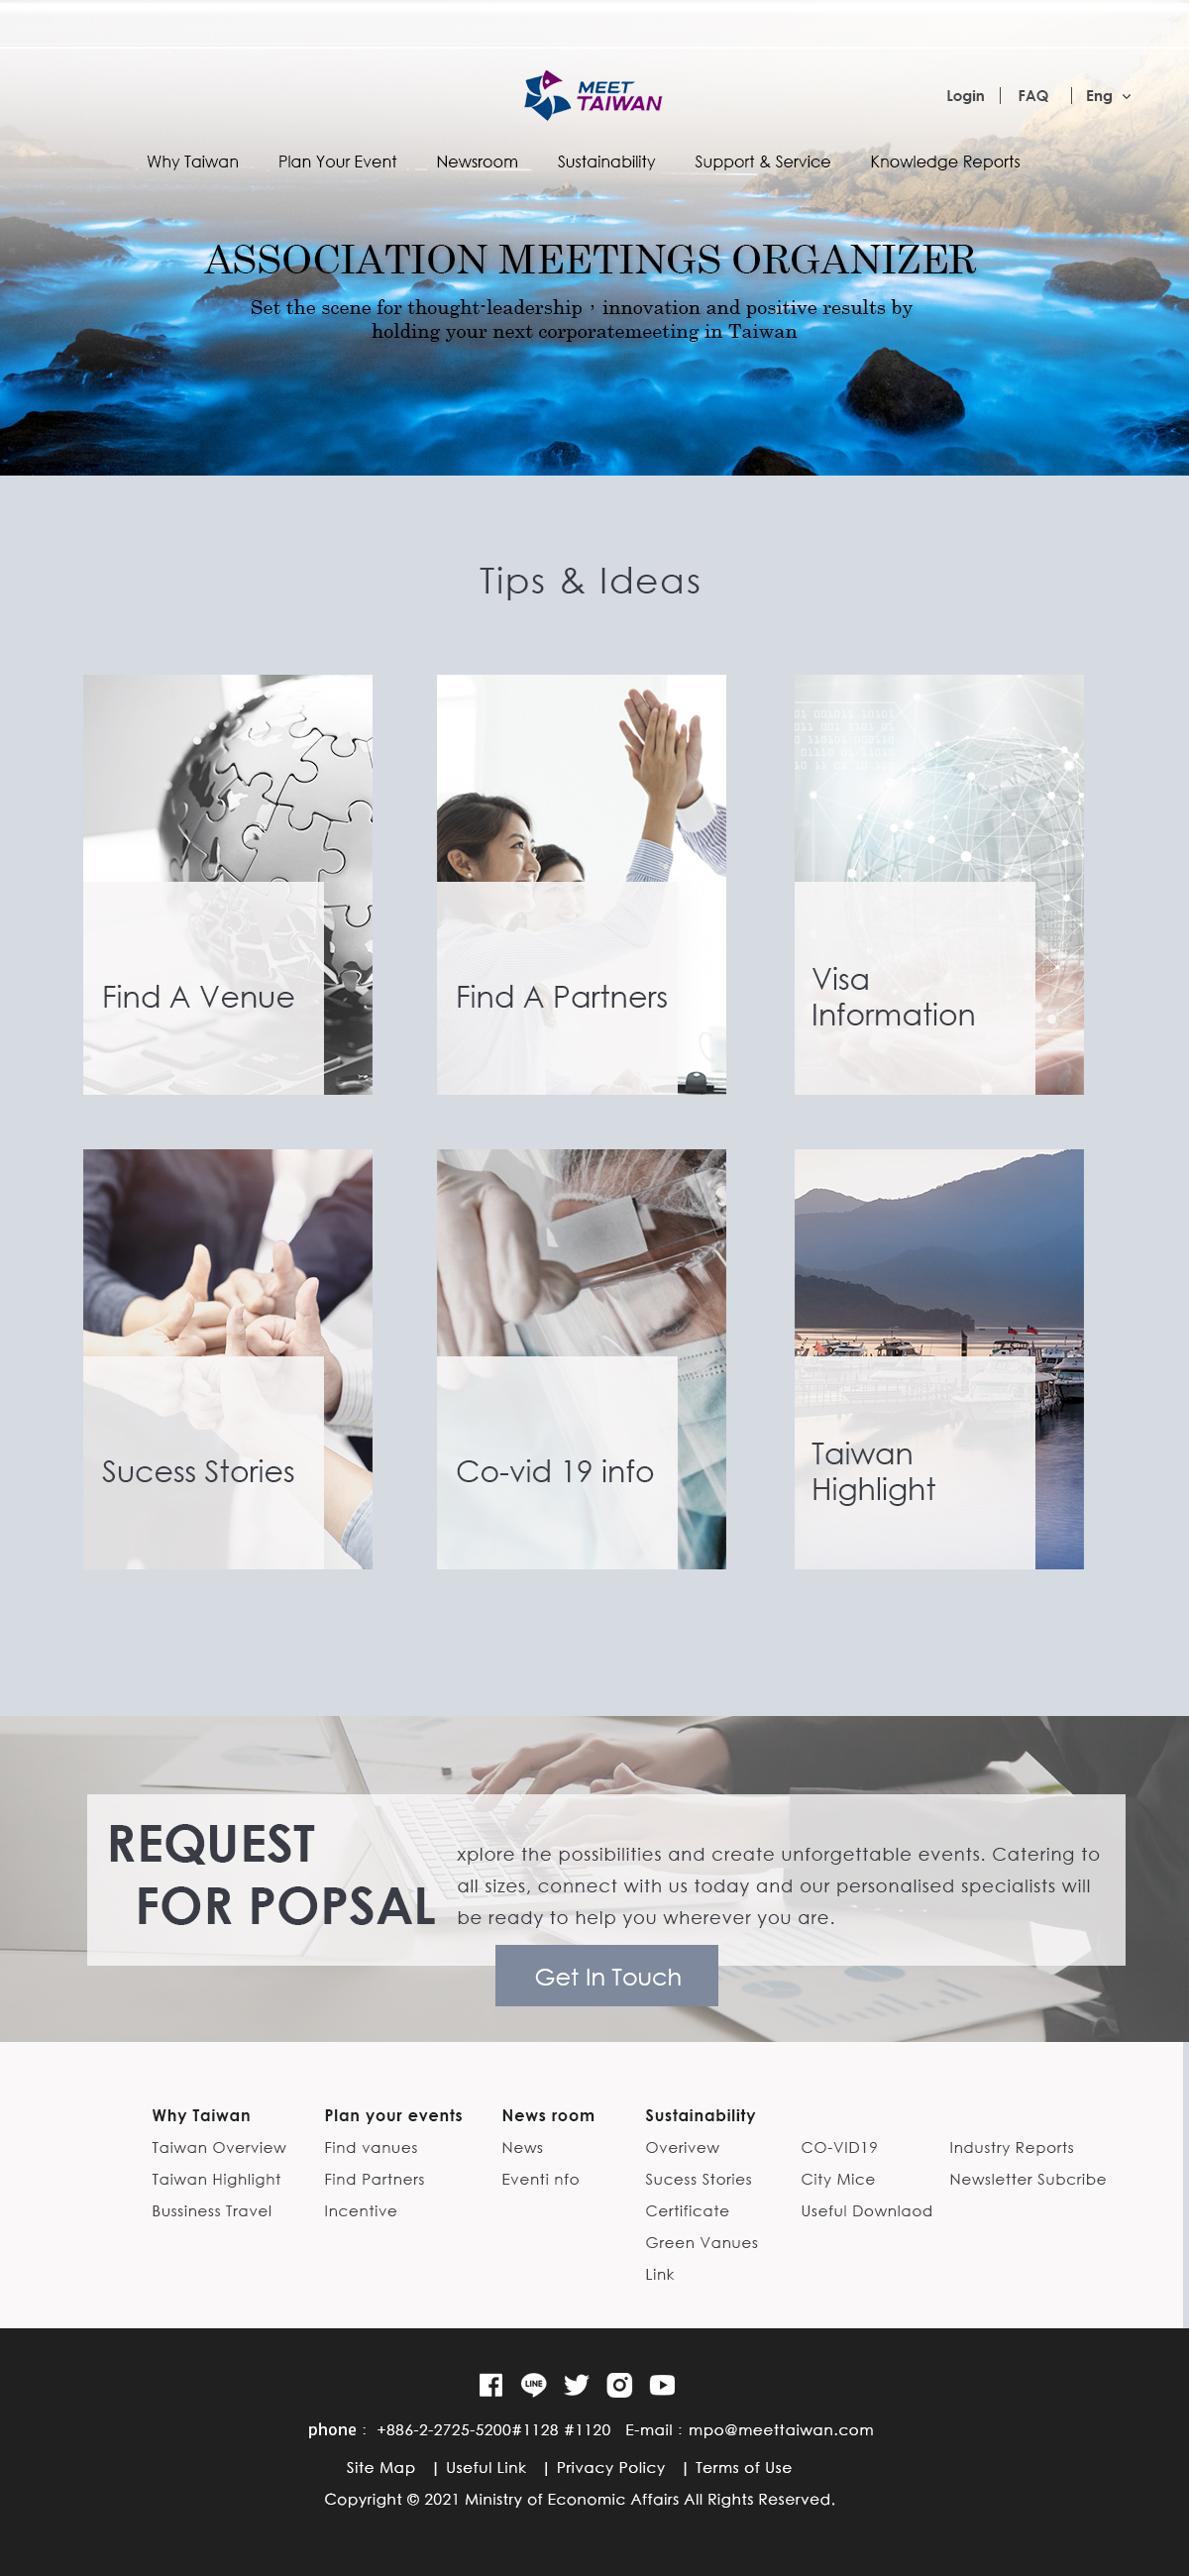 MEET
TAIWAN
Login | FAQ | Eng
Why Taiwan Plan Your Event Newsroom Sustainability Support & Service Knowledge Reports
ASSOCIATION MEETINGS ORGANIZER
Set the scene for thought-leadership，innovation and positive results by
holding your next corporatemeeting in Taiwan
Tips & Ideas
Find A Venue
Find A Partners
Visa
Information
Sucess Stories
Co-vid 19 info
Taiwan
Highlight
REQUEST
FOR POPSAL
xplore the possibilities and create unforgettable events. Catering to
all sizes, connect with us today and our personalised specialists will
be ready to help you wherever you are.
Get In Touch
Why Taiwan Plan your events News room Sustainability
Taiwan Overview Find vanues News Overivew CO-VID19 Industry Reports
Taiwan Highlight Find Partners Eventi nfo Sucess Stories City Mice Newsletter Subcribe
Bussiness Travel Incentive Certificate Useful Downlaod
Green Vanues
Link
LINE
phone： +886-2-2725-5200#1128 #1120 E-mail：mpo@meettaiwan.com
Site Map | Useful Link | Privacy Policy | Terms of Use
Copyright © 2021 Ministry of Economic Affairs All Rights Reserved.